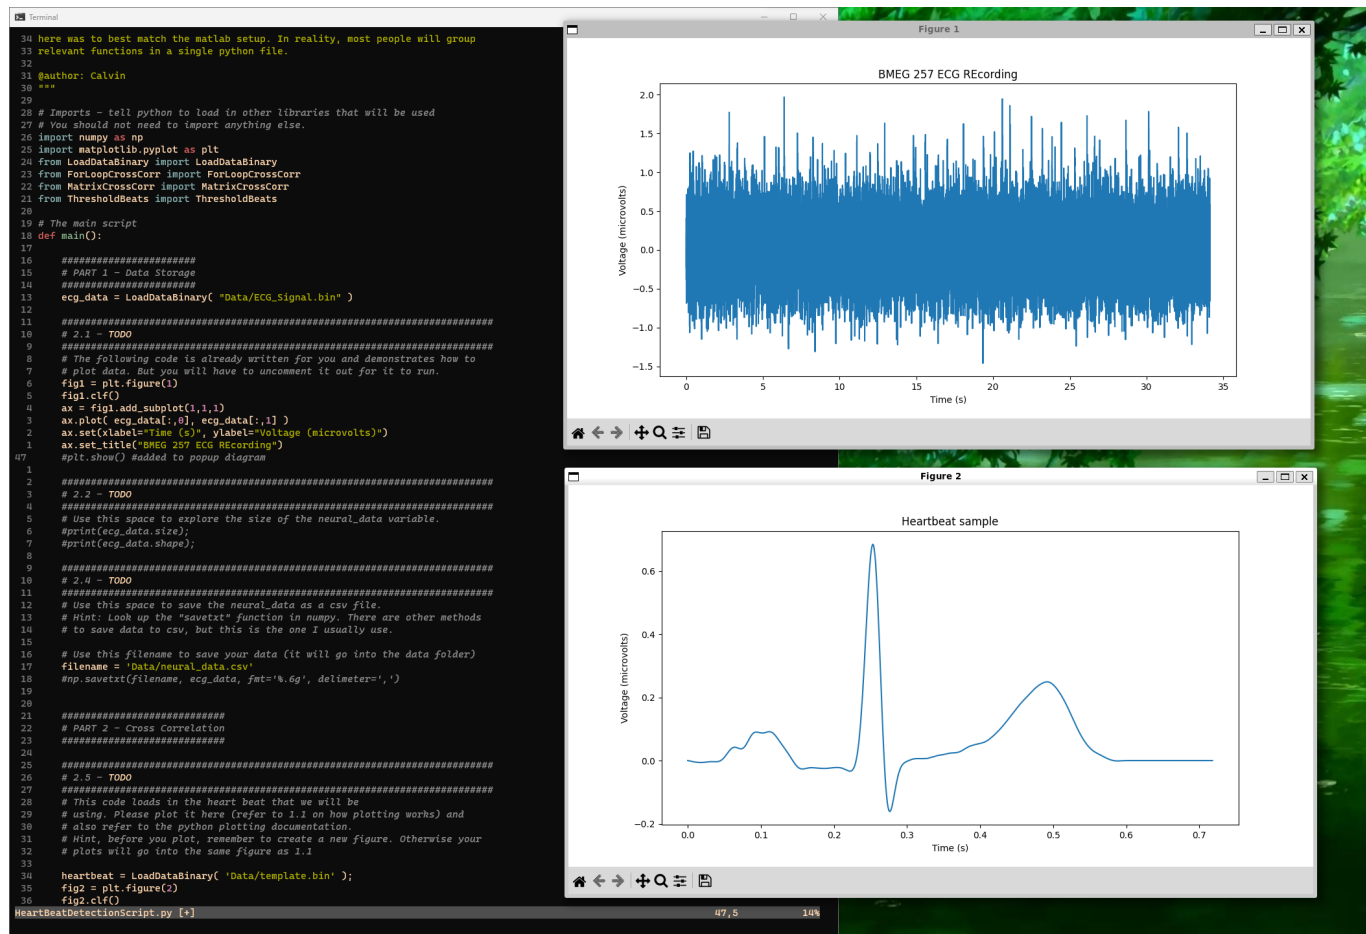 Terminal
34 here was to best match the matlab setup. In reality, most people will group
33 relevant functions in a single python file.
32
31 @author: Calvin
30 """
29
28 # Imports - tell python to load in other libraries that will be used
27 # You should not need to import anything else.
26 import numpy as np
25 import matplotlib.pyplot as plt
24 from LoadDataBinary import LoadDataBinary
23 from ForLoopCrossCorr import ForLoopCrossCorr
22 from MatrixCrossCorr import MatrixCrossCorr
21 from ThresholdBeats import ThresholdBeats
20
19 # The main script
18 def main():
17
16     #######################
15     # PART 1 - Data Storage
14     #######################
13     ecg_data = LoadDataBinary( "Data/ECG_Signal.bin" )
12
11     ##########################################################################
10     # 2.1 - TODO
9     ##########################################################################
8     # The following code is already written for you and demonstrates how to
7     # plot data. But you will have to uncomment it out for it to run.
6     fig1 = plt.figure(1)
5     fig1.clf()
4     ax = fig1.add_subplot(1,1,1)
3     ax.plot( ecg_data[:,0], ecg_data[:,1] )
2     ax.set(xlabel="Time (s)", ylabel="Voltage (microvolts)")
1     ax.set_title("BMEG 257 ECG REcording")
47     #plt.show() #added to popup diagram
1
2     ##########################################################################
3     # 2.2 - TODO
4     ##########################################################################
5     # Use this space to explore the size of the neural_data variable.
6     #print(ecg_data.size);
7     #print(ecg_data.shape);
8
9     ##########################################################################
10     # 2.4 - TODO
11     ##########################################################################
12     # Use this space to save the neural_data as a csv file.
13     # Hint: Look up the "savetxt" function in numpy. There are other methods
14     # to save data to csv, but this is the one I usually use.
15
16     # Use this filename to save your data (it will go into the data folder)
17     filename = 'Data/neural_data.csv'
18     #np.savetxt(filename, ecg_data, fmt='%.6g', delimeter=',')
19
20
21     ############################
22     # PART 2 - Cross Correlation
23     ############################
24
25     ##########################################################################
26     # 2.5 - TODO
27     ##########################################################################
28     # This code loads in the heart beat that we will be
29     # using. Please plot it here (refer to 1.1 on how plotting works) and
30     # also refer to the python plotting documentation.
31     # Hint, before you plot, remember to create a new figure. Otherwise your
32     # plots will go into the same figure as 1.1
33
34     heartbeat = LoadDataBinary( 'Data/template.bin' );
35     fig2 = plt.figure(2)
36     fig2.clf()
HeartBeatDetectionScript.py [+] 47,5 14%
Figure 1
BMEG 257 ECG REcording
2.0
1.5
1.0
0.5
0.0
−0.5
−1.0
−1.5
Voltage (microvolts)
0 5 10 15 20 25 30 35
Time (s)
Figure 2
Heartbeat sample
0.6
0.4
0.2
0.0
−0.2
Voltage (microvolts)
0.0 0.1 0.2 0.3 0.4 0.5 0.6 0.7
Time (s)